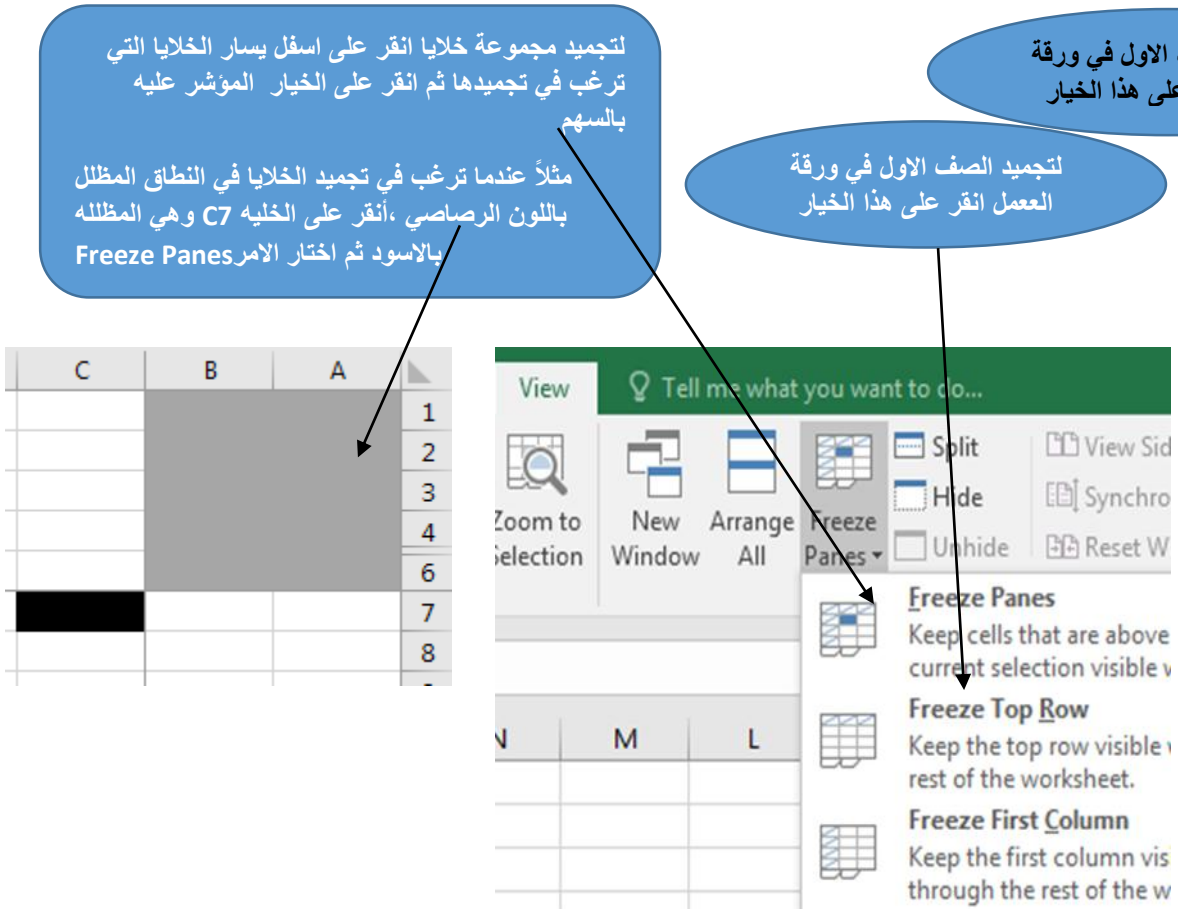 لتجميد مجموعة خلايا انقر على اسفل يسار الخلايا التي
ترغب في تجميدها ثم انقر على الخيار المؤشر عليه
بالسهم
مثلاً عندما ترغب في تجميد الخلايا في النطاق المظلل
باللون الرصاصي ،أنقر على الخليه C7 وهي المظلله
بالاسود ثم اختار الامرFreeze Panes
الاول في ورقة
على هذا الخيار
لتجميد الصف الاول في ورقة
الععمل انقر على هذا الخيار
C B A
1
2
3
4
6
7
8
View Tell me what you want to do...
Zoom to
Selection
New
Window
Arrange
All
Freeze
Panes
Split
Hide
Unhide
View Sid
Synchro
Reset W
Freeze Panes
Keep cells that are above
current selection visible
Freeze Top Row
Keep the top row visible
rest of the worksheet.
Freeze First Column
Keep the first column vis
through the rest of the w
N M L